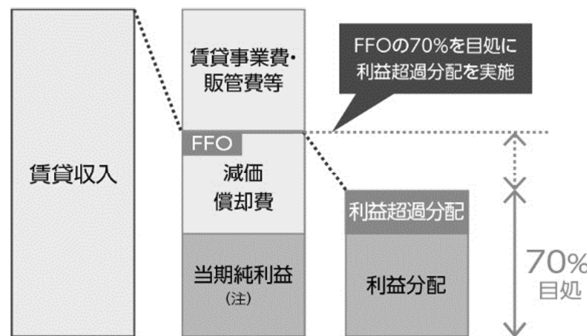 賃貸収入
賃貸事業費・
販管費等
FFO
減価
償却費
当期純利益
(注)
FFOの70%を目処に
利益超過分配を実施
利益超過分配
利益分配
70%
目処